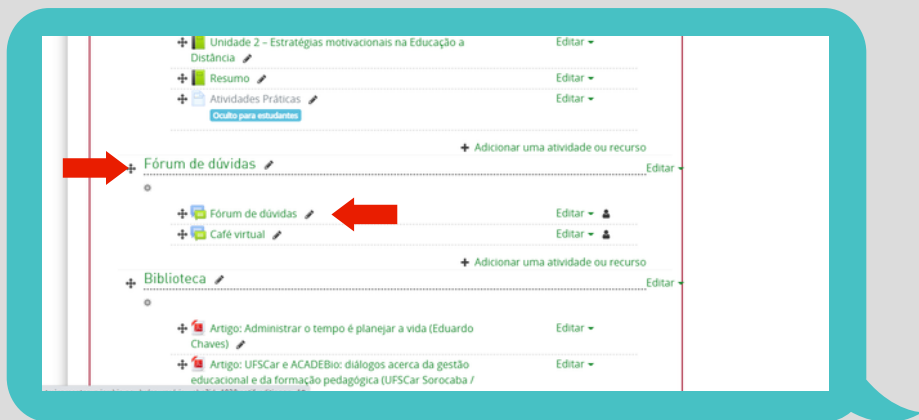 Unidade 2 – Estratégias motivacionais na Educação a Editar
Distância
Resumo Editar
Atividades Práticas Editar
Oculto para estudantes
+ Adicionar uma atividade ou recurso
Fórum de dúvidas Editar
Fórum de dúvidas Editar
Café virtual Editar
+ Adicionar uma atividade ou recurso
Biblioteca Editar
Artigo: Administrar o tempo é planejar a vida (Eduardo Editar
Chaves)
Artigo: UFSCar e ACADEBio: diálogos acerca da gestão Editar
educacional e da formação pedagógica (UFSCar Sorocaba /